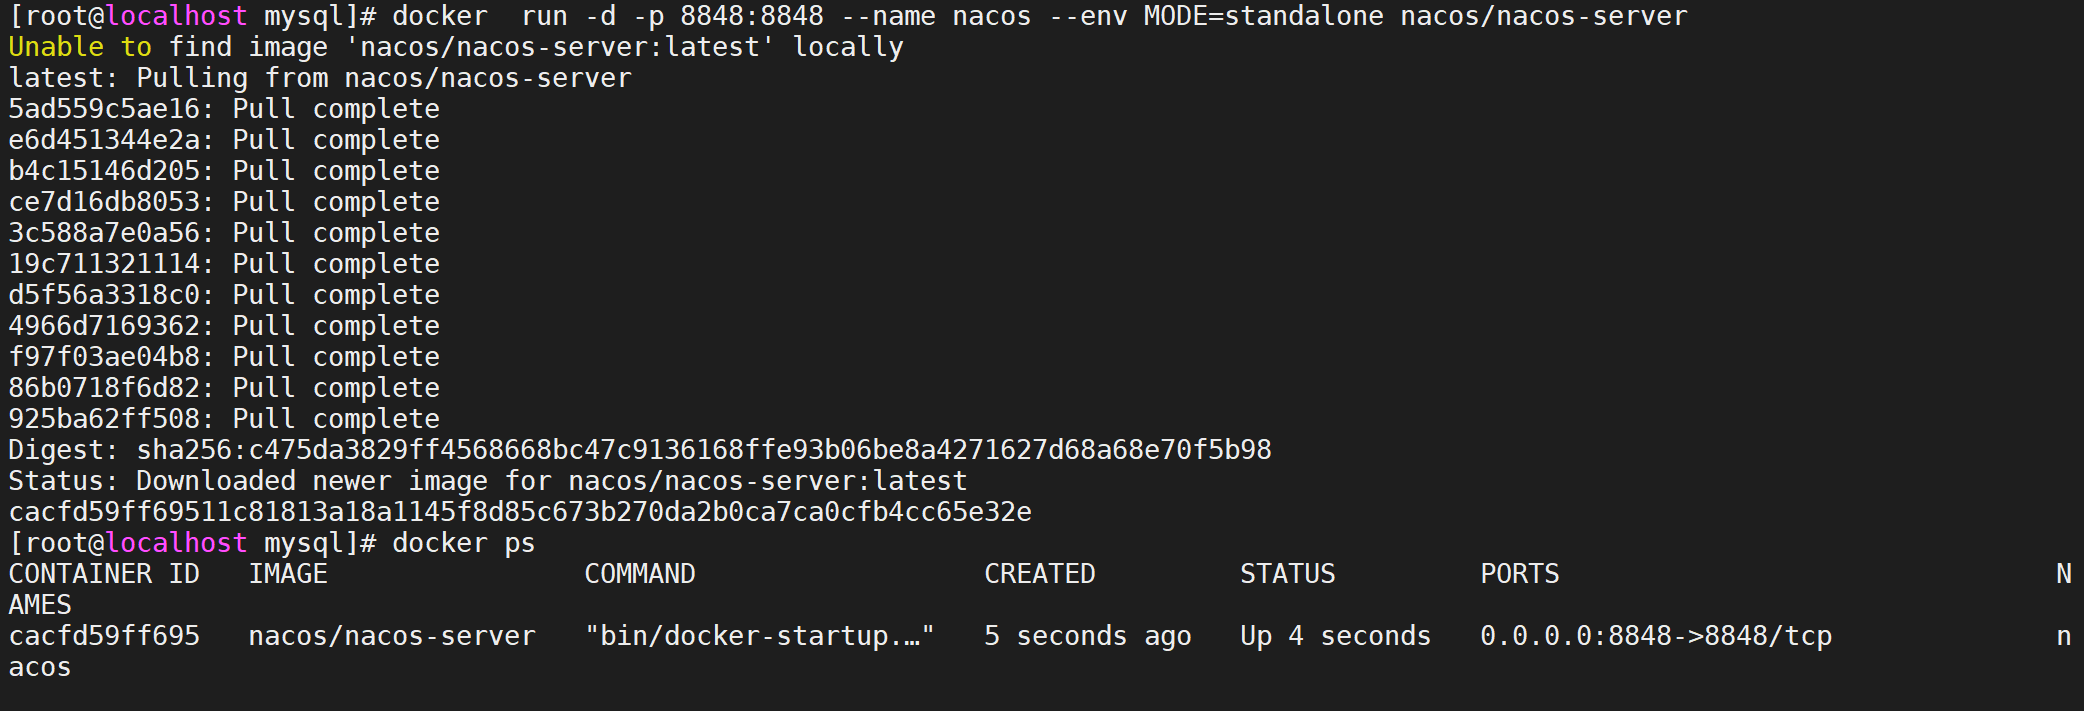 [root@localhost mysql]# docker  run -d -p 8848:8848 --name nacos --env MODE=standalone nacos/nacos-server
Unable to find image 'nacos/nacos-server:latest' locally
latest: Pulling from nacos/nacos-server
5ad559c5ae16: Pull complete
e6d451344e2a: Pull complete
b4c15146d205: Pull complete
ce7d16db8053: Pull complete
3c588a7e0a56: Pull complete
19c711321114: Pull complete
d5f56a3318c0: Pull complete
4966d7169362: Pull complete
f97f03ae04b8: Pull complete
86b0718f6d82: Pull complete
925ba62ff508: Pull complete
Digest: sha256:c475da3829ff4568668bc47c9136168ffe93b06be8a4271627d68a68e70f5b98
Status: Downloaded newer image for nacos/nacos-server:latest
cacfd59ff69511c81813a18a1145f8d85c673b270da2b0ca7ca0cfb4cc65e32e
[root@localhost mysql]# docker ps
CONTAINER ID   IMAGE                COMMAND                  CREATED         STATUS         PORTS                               N
AMES
cacfd59ff695   nacos/nacos-server   "bin/docker-startup.…"   5 seconds ago   Up 4 seconds   0.0.0.0:8848->8848/tcp              n
acos